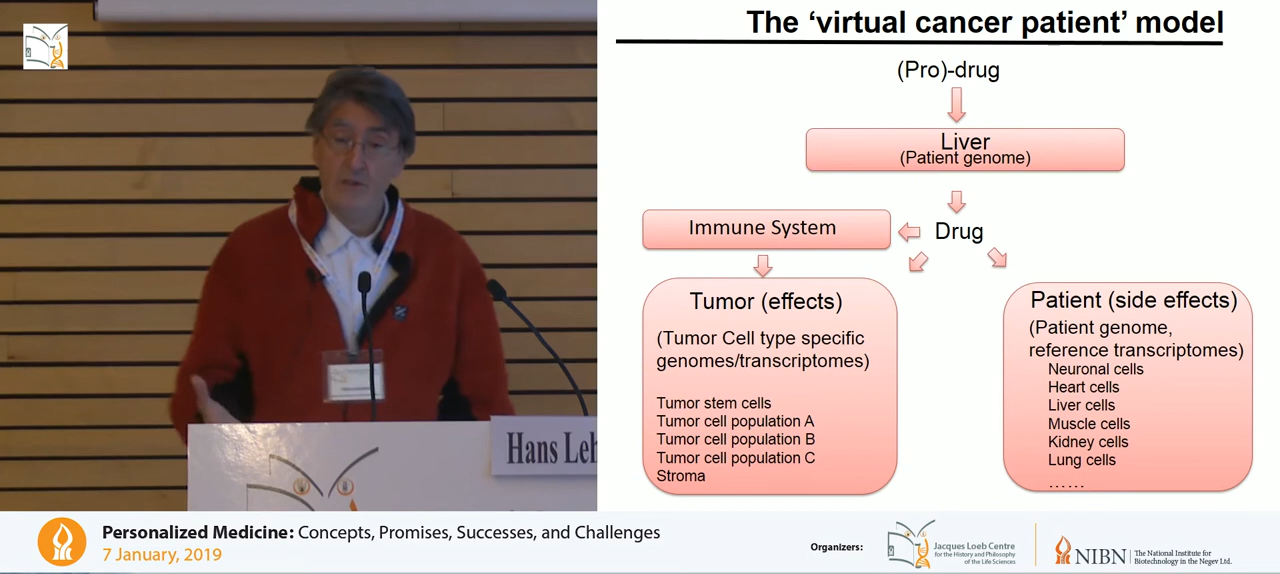 The ‘virtual cancer patient’ model
(Pro)-drug
Liver
(Patient genome)
Immune System
Drug
Tumor (effects)
(Tumor Cell type specific
genomes/transcriptomes)
Tumor stem cells
Tumor cell population A
Tumor cell population B
Tumor cell population C
Stroma
Patient (side effects)
(Patient genome,
reference transcriptomes)
Neuronal cells
Heart cells
Liver cells
Muscle cells
Kidney cells
Lung cells
......
Hans Leh
Personalized Medicine: Concepts, Promises, Successes, and Challenges
7 January, 2019
Organizers:
Jacques Loeb Centre
for the History and Philosophy
of the Life Sciences
NIBN
The National Institute for
Biotechnology in the Negev Ltd.